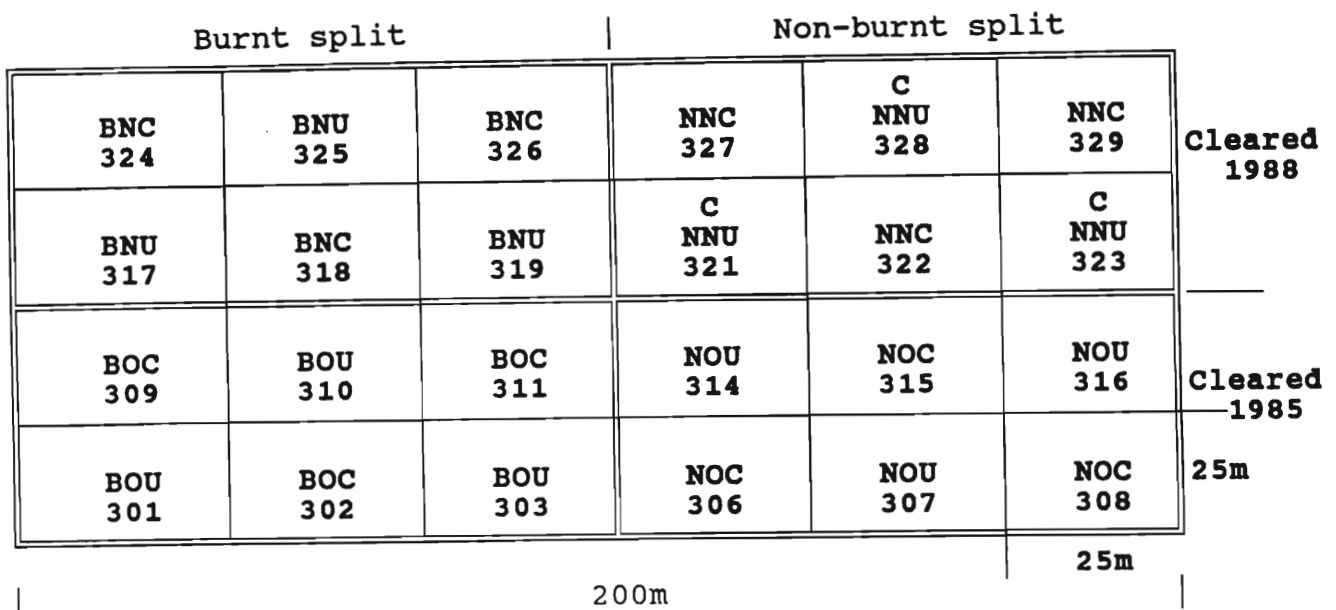 Burnt split | Non-burnt split
BNC BNU BNC NNC C NNU NNC
324 325 326 327 328 329
Cleared
1988
BNU BNC BNU C NNU NNC C NNU
317 318 319 321 322 323
BOC BOU BOC NOU NOC NOU
309 310 311 314 315 316
Cleared
1985
BOU BOC BOU NOC NOU NOC
301 302 303 306 307 308
25m
25m
200m